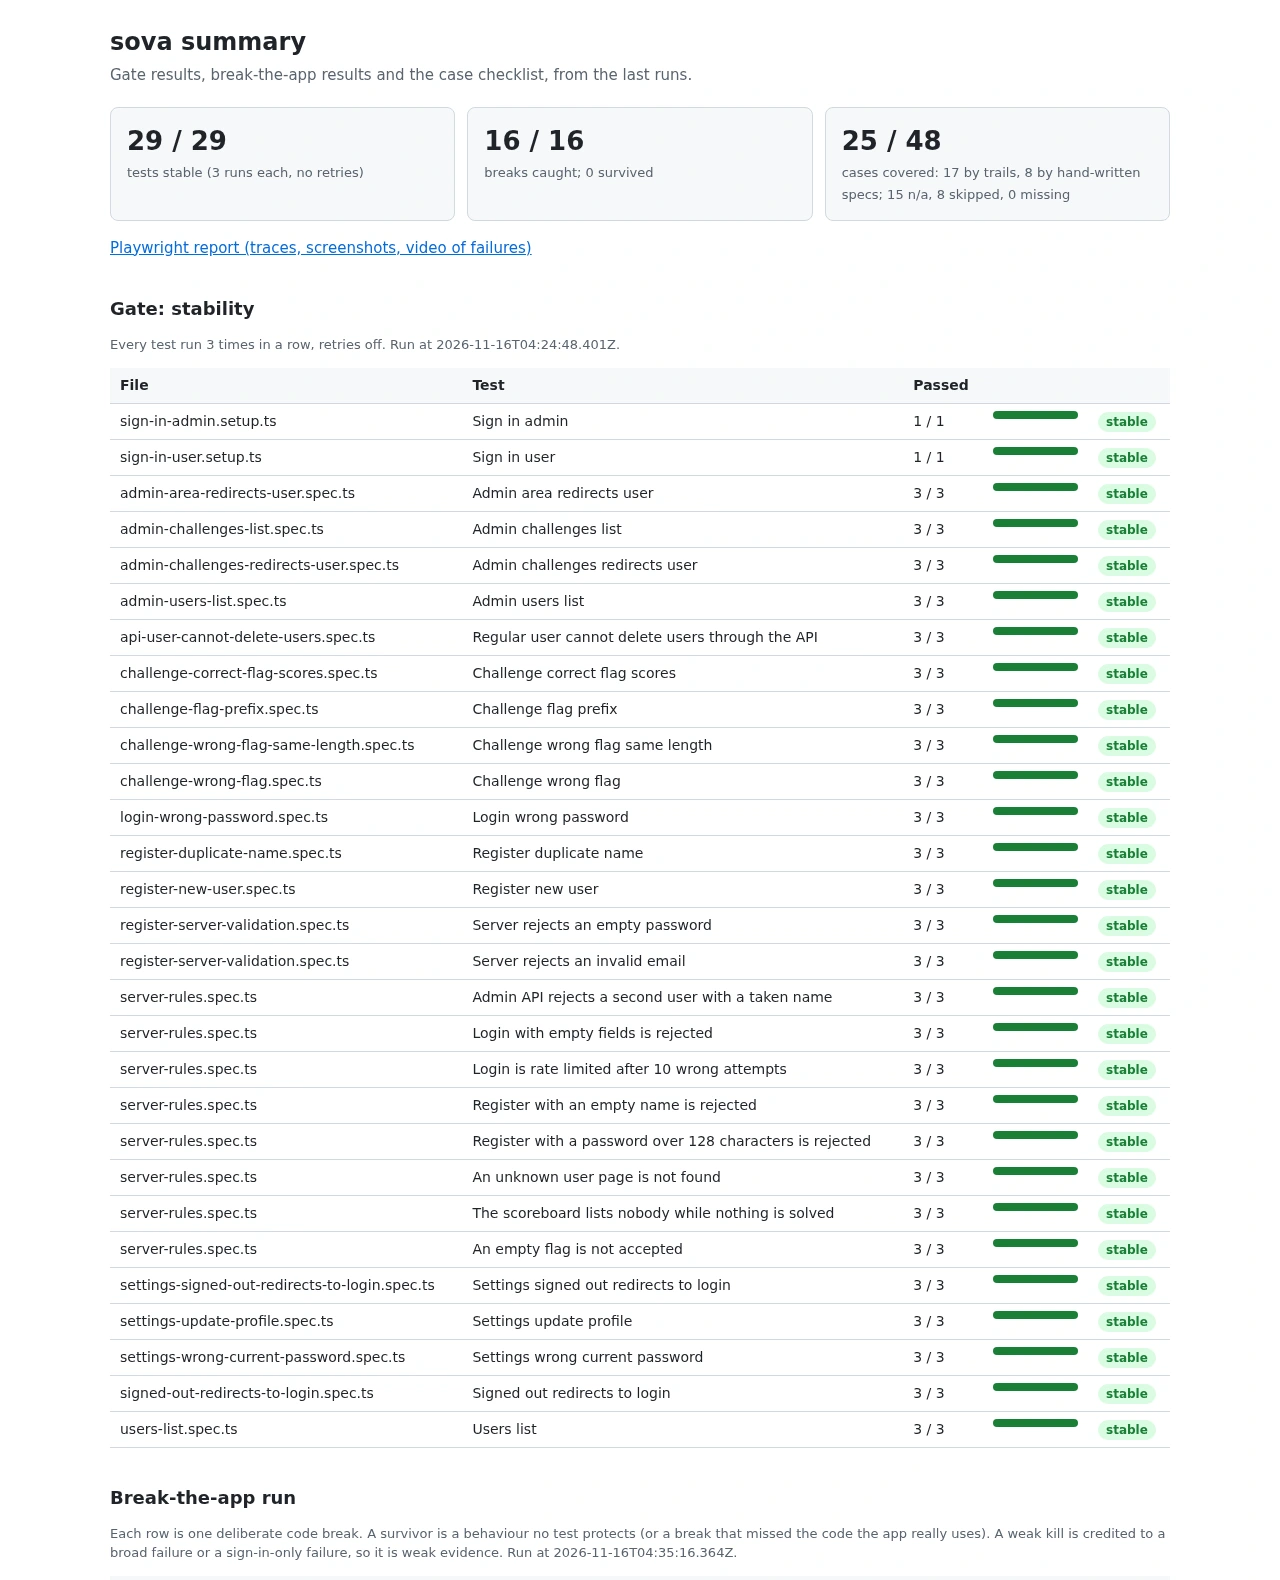 sova summary
Gate results, break-the-app results and the case checklist, from the last runs.
29 / 29
tests stable (3 runs each, no retries)
16 / 16
breaks caught; 0 survived
25 / 48
cases covered: 17 by trails, 8 by hand-written
specs; 15 n/a, 8 skipped, 0 missing
Playwright report (traces, screenshots, video of failures)
Gate: stability
Every test run 3 times in a row, retries off. Run at 2026-11-16T04:24:48.401Z.
File Test Passed
sign-in-admin.setup.ts Sign in admin 1 / 1 stable
sign-in-user.setup.ts Sign in user 1 / 1 stable
admin-area-redirects-user.spec.ts Admin area redirects user 3 / 3 stable
admin-challenges-list.spec.ts Admin challenges list 3 / 3 stable
admin-challenges-redirects-user.spec.ts Admin challenges redirects user 3 / 3 stable
admin-users-list.spec.ts Admin users list 3 / 3 stable
api-user-cannot-delete-users.spec.ts Regular user cannot delete users through the API 3 / 3 stable
challenge-correct-flag-scores.spec.ts Challenge correct flag scores 3 / 3 stable
challenge-flag-prefix.spec.ts Challenge flag prefix 3 / 3 stable
challenge-wrong-flag-same-length.spec.ts Challenge wrong flag same length 3 / 3 stable
challenge-wrong-flag.spec.ts Challenge wrong flag 3 / 3 stable
login-wrong-password.spec.ts Login wrong password 3 / 3 stable
register-duplicate-name.spec.ts Register duplicate name 3 / 3 stable
register-new-user.spec.ts Register new user 3 / 3 stable
register-server-validation.spec.ts Server rejects an empty password 3 / 3 stable
register-server-validation.spec.ts Server rejects an invalid email 3 / 3 stable
server-rules.spec.ts Admin API rejects a second user with a taken name 3 / 3 stable
server-rules.spec.ts Login with empty fields is rejected 3 / 3 stable
server-rules.spec.ts Login is rate limited after 10 wrong attempts 3 / 3 stable
server-rules.spec.ts Register with an empty name is rejected 3 / 3 stable
server-rules.spec.ts Register with a password over 128 characters is rejected 3 / 3 stable
server-rules.spec.ts An unknown user page is not found 3 / 3 stable
server-rules.spec.ts The scoreboard lists nobody while nothing is solved 3 / 3 stable
server-rules.spec.ts An empty flag is not accepted 3 / 3 stable
settings-signed-out-redirects-to-login.spec.ts Settings signed out redirects to login 3 / 3 stable
settings-update-profile.spec.ts Settings update profile 3 / 3 stable
settings-wrong-current-password.spec.ts Settings wrong current password 3 / 3 stable
signed-out-redirects-to-login.spec.ts Signed out redirects to login 3 / 3 stable
users-list.spec.ts Users list 3 / 3 stable
Break-the-app run
Each row is one deliberate code break. A survivor is a behaviour no test protects (or a break that missed the code the app really uses). A weak kill is credited to a
broad failure or a sign-in-only failure, so it is weak evidence. Run at 2026-11-16T04:35:16.364Z.